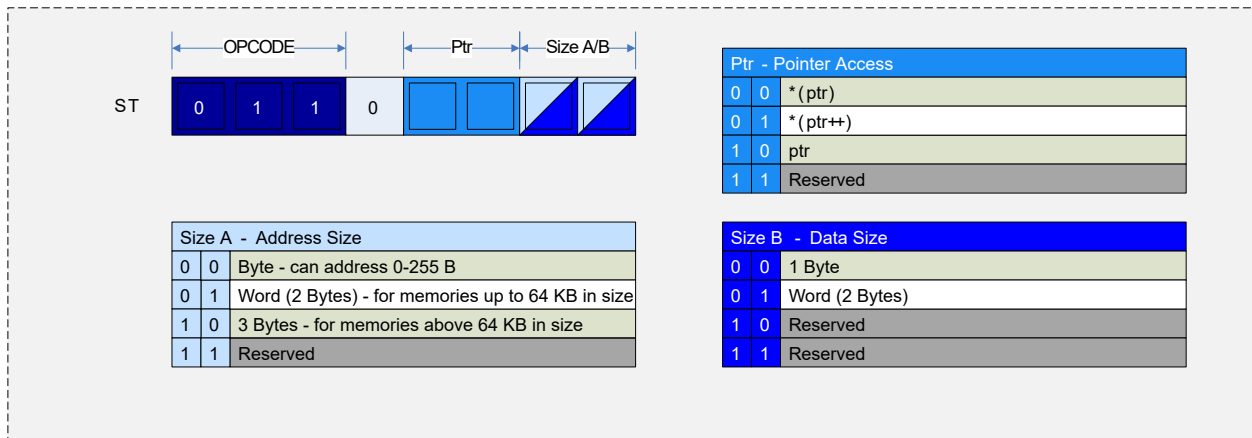 OPCODE Ptr Size A/B
ST 0 1 1 0
Ptr - Pointer Access
0 0 *(ptr)
0 1 *(ptr++)
1 0 ptr
1 1 Reserved
Size A - Address Size
0 0 Byte - can address 0-255 B
0 1 Word (2 Bytes) - for memories up to 64 KB in size
1 0 3 Bytes - for memories above 64 KB in size
1 1 Reserved
Size B - Data Size
0 0 1 Byte
0 1 Word (2 Bytes)
1 0 Reserved
1 1 Reserved